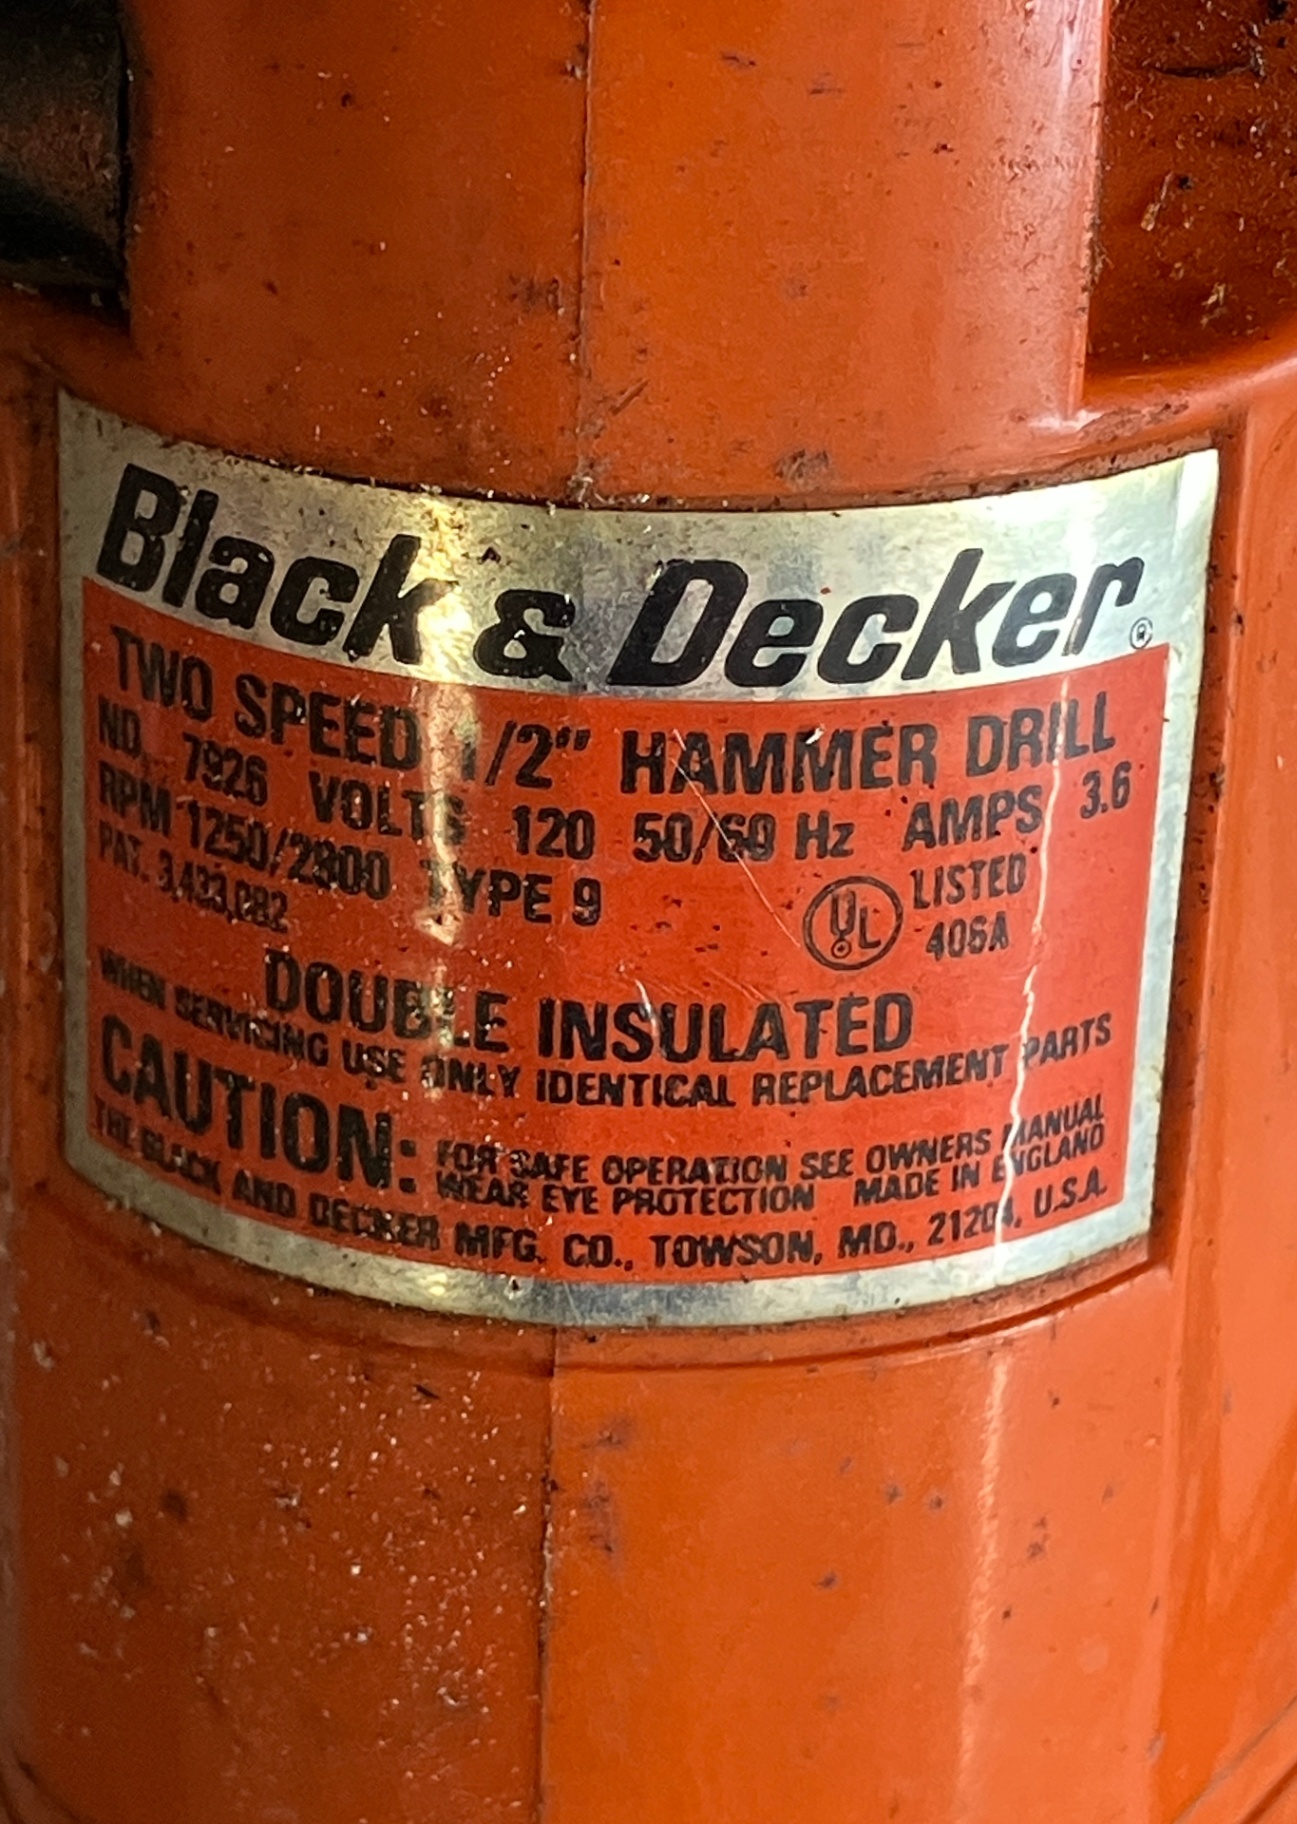 Black & Decker ®
TWO SPEED 1/2" HAMMER DRILL
NO. 7926 VOLTS 120 50/60 Hz AMPS 3.6
RPM 1250/2800 TYPE 9
PAT. 3,433,082
UL LISTED
406A
DOUBLE INSULATED
WHEN SERVICING USE ONLY IDENTICAL REPLACEMENT PARTS
CAUTION: FOR SAFE OPERATION SEE OWNERS MANUAL
WEAR EYE PROTECTION MADE IN ENGLAND
THE BLACK AND DECKER MFG. CO., TOWSON, MD., 21204, U.S.A.